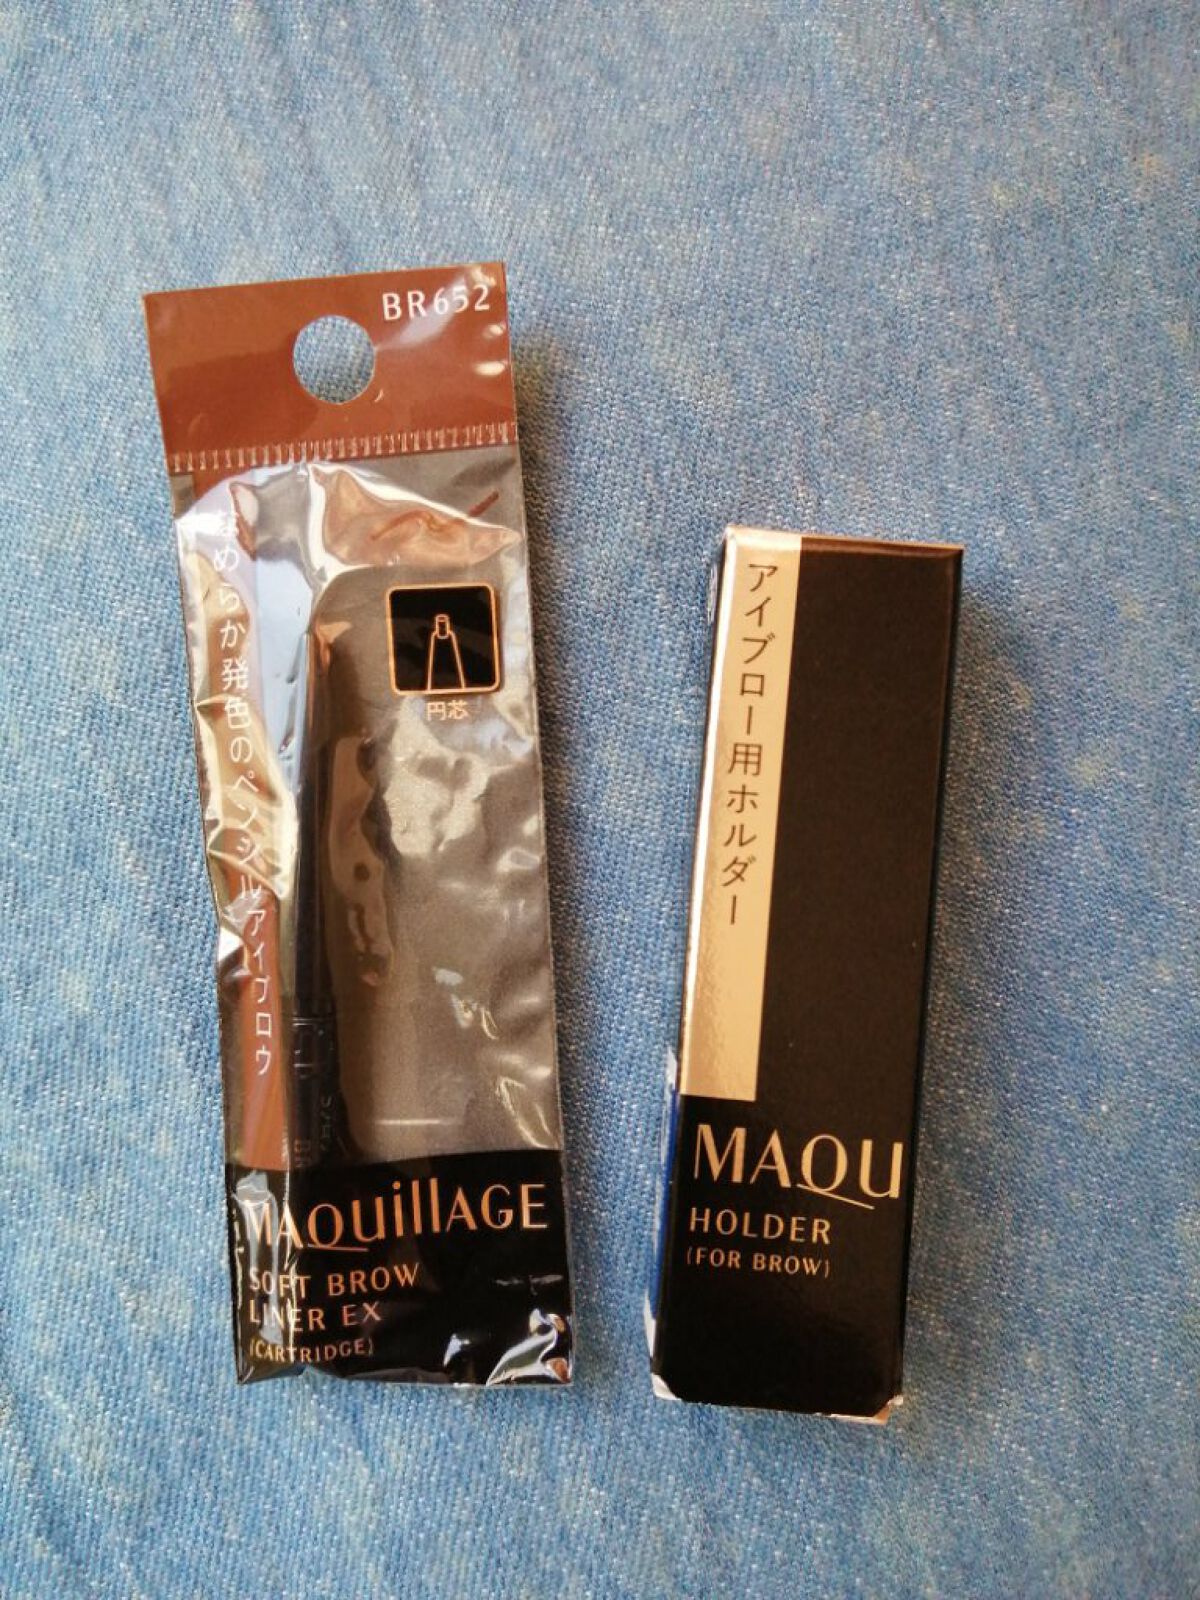 BR652
なめらか発色のペンシルアイブロウ
円芯
MAQuillAGE
SOFT BROW
LINER EX
(CARTRIDGE)
アイブロー用ホルダー
MAQU
HOLDER
(FOR BROW)